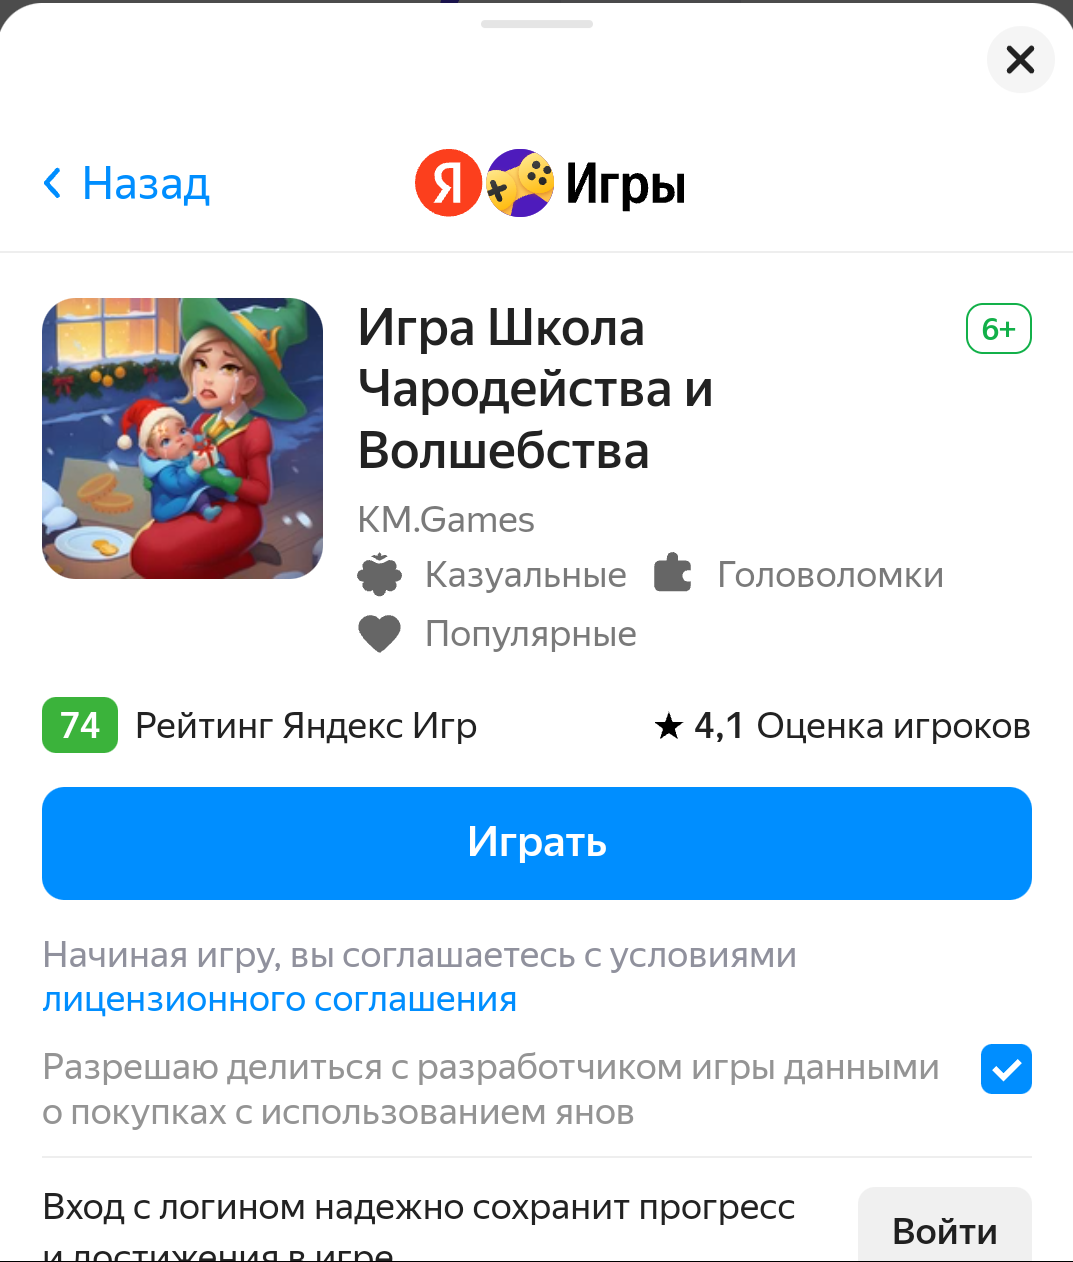 Назад
Я Игры
Игра Школа
Чародейства и
Волшебства
6+
KM.Games
Казуальные Головоломки
Популярные
74 Рейтинг Яндекс Игр
4,1 Оценка игроков
Играть
Начиная игру, вы соглашаетесь с условиями
лицензионного соглашения
Разрешаю делиться с разработчиком игры данными
о покупках с использованием янов
Вход с логином надежно сохранит прогресс
и достижения в игре
Войти